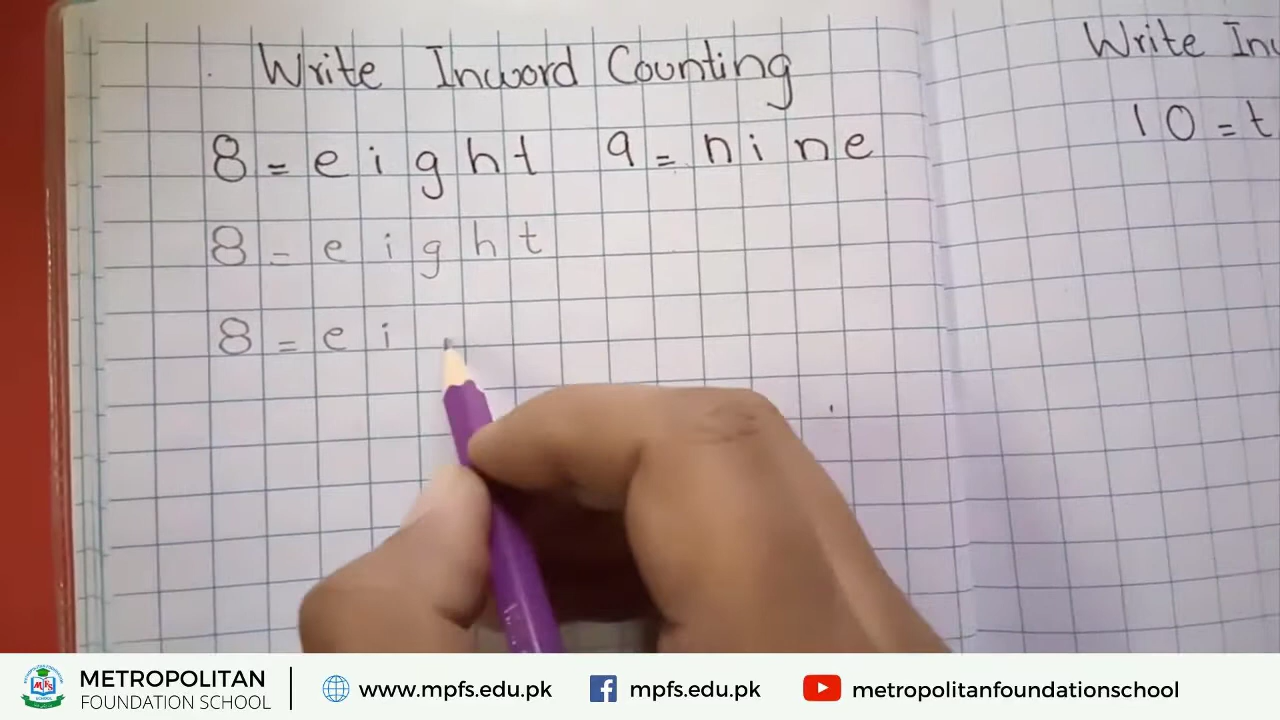 Write Inword Counting
8 = eight 9 = nine
8 = eight
8 = ei
Write
10 = t
METROPOLITAN
FOUNDATION SCHOOL
www.mpfs.edu.pk
mpfs.edu.pk
metropolitanfoundationschool